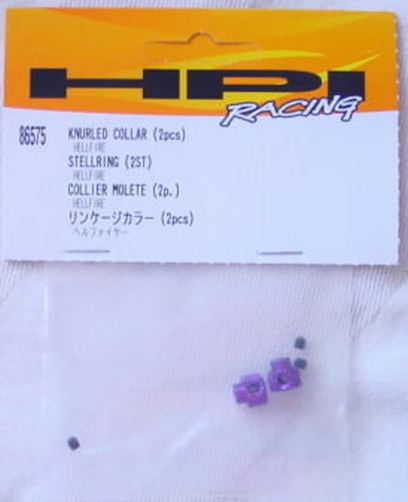 HPI
RACING
86575
KNURLED COLLAR (2pcs)
HELLFIRE
STELLRING (2ST)
HELLFIRE
COLLIER MOLETE (2p.)
HELLFIRE
リンケージカラー (2pcs)
ヘルファイヤー